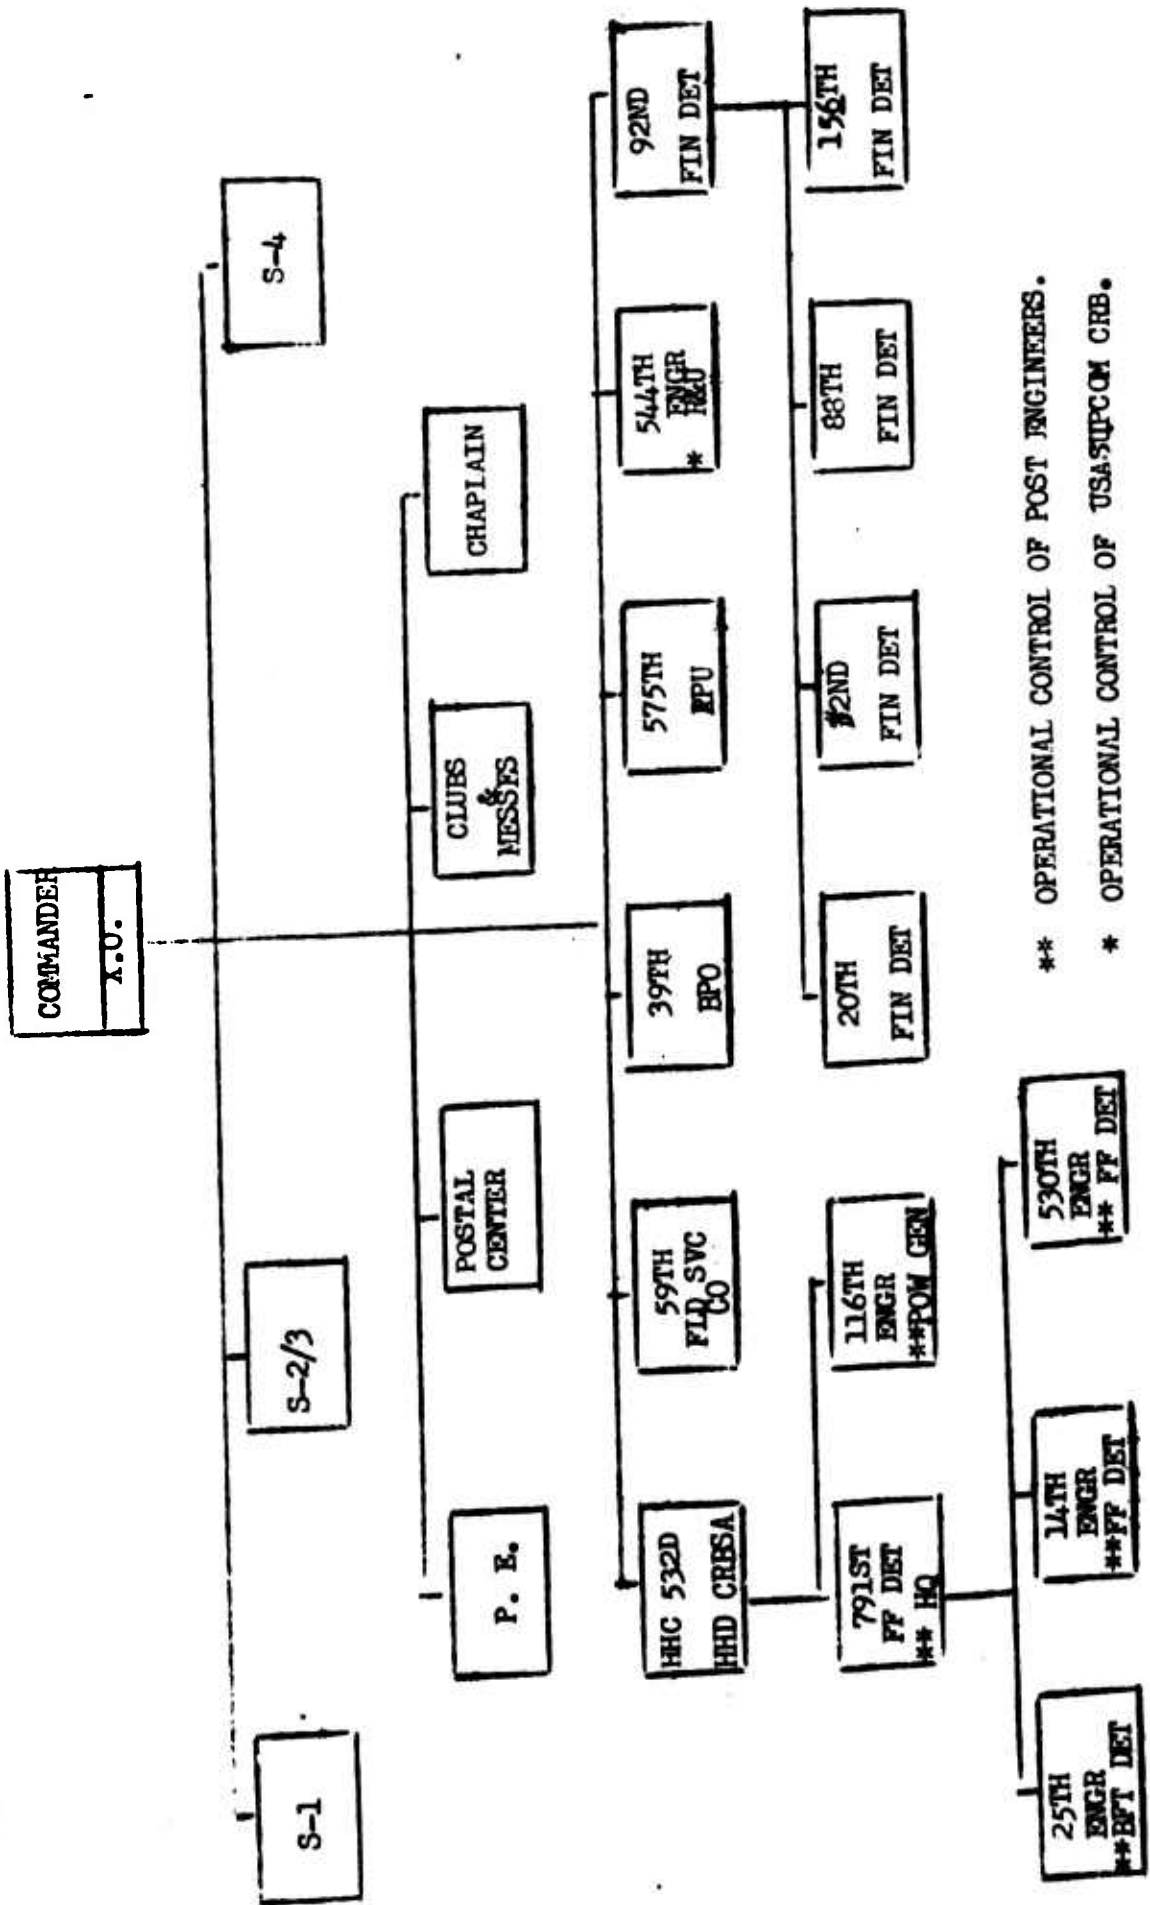 COMMANDER
X.O.
S-1
S-2/3
S-4
P. E.
POSTAL
CENTER
CLUBS
&
MESSES
CHAPLAIN
HHC 532D
HHD CRBSA
59TH
FLD SVC
CO
39TH
BPO
575TH
544TH
ENGR
R&U
*
92ND
FIN DET
791ST
FF DET
** HQ
116TH
ENGR
**POW GEN
20TH
FIN DET
FIN DET
88TH
FIN DET
156TH
FIN DET
25TH
ENGR
14TH
ENGR
**FF DET
530TH
ENGR
** FF DET
** OPERATIONAL CONTROL OF POST ENGINEERS.
* OPERATIONAL CONTROL OF USASUPCOM CRB.